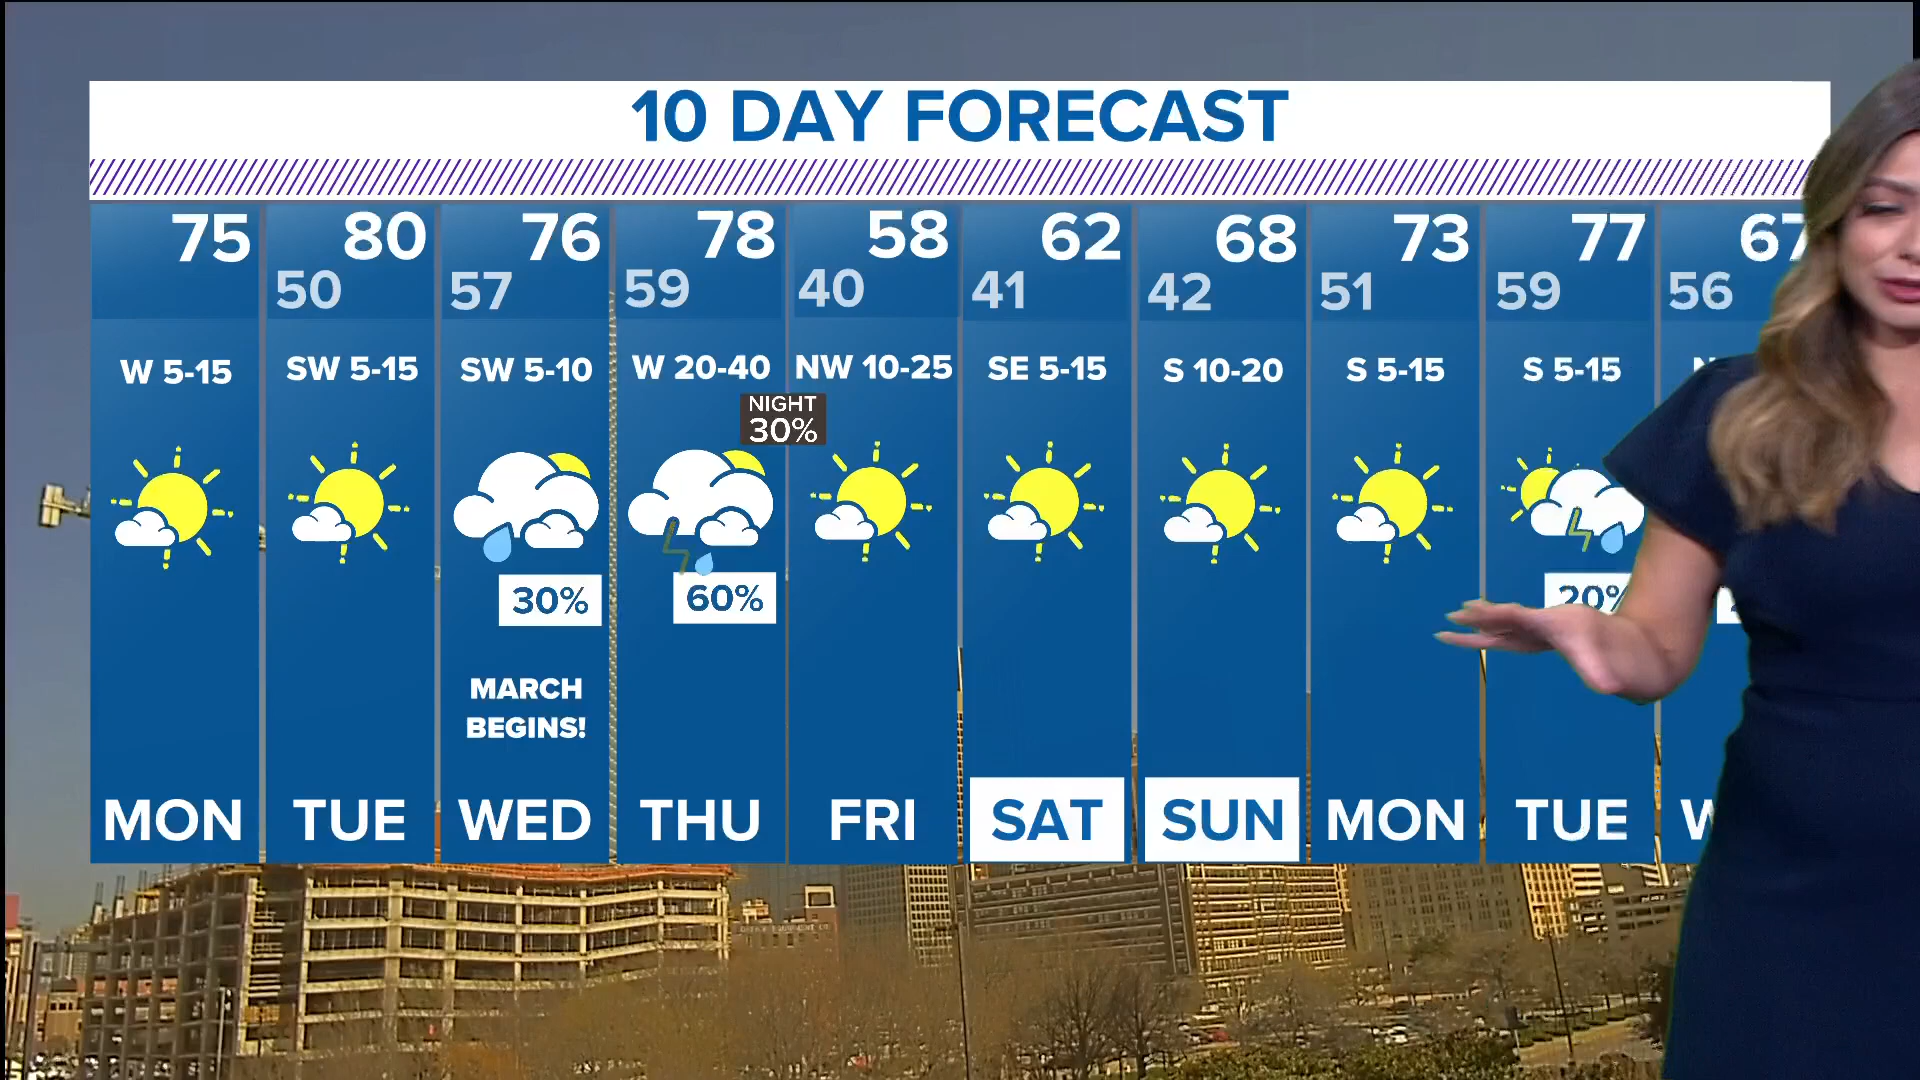 10 DAY FORECAST
75 80 76 78 58 62 68 73 77 67
50 57 59 40 41 42 51 59 56
W 5-15 SW 5-15 SW 5-10 W 20-40 NW 10-25 SE 5-15 S 10-20 S 5-15 S 5-15
NIGHT
30%
30% 60% 20%
MARCH
BEGINS!
MON TUE WED THU FRI SAT SUN MON TUE